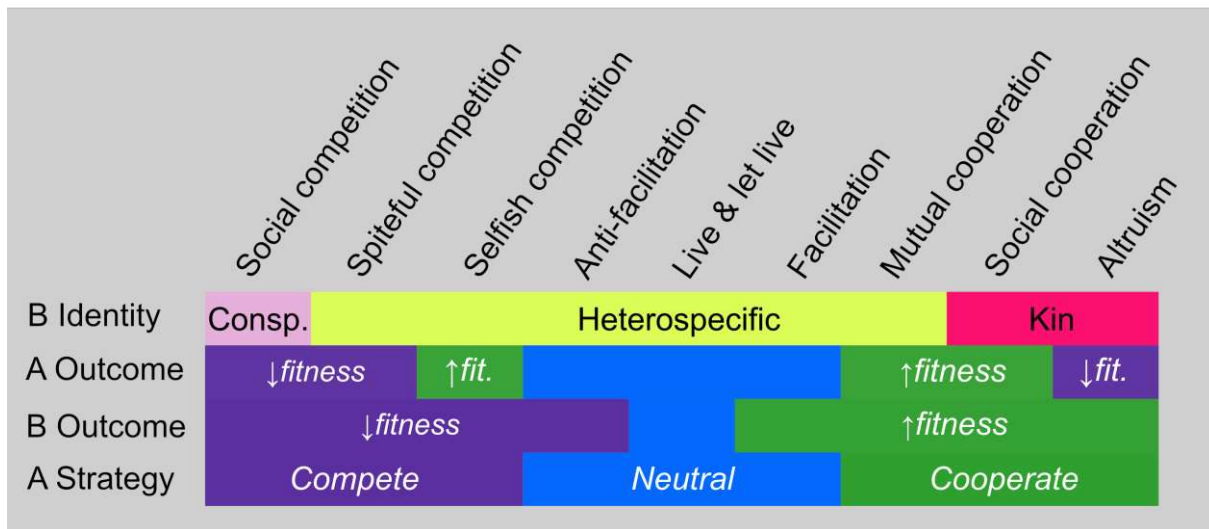 Social competition
Spiteful competition
Selfish competition
Anti-facilitation
Live & let live
Facilitation
Mutual cooperation
Social cooperation
Altruism
B Identity Consp. Heterospecific Kin
A Outcome ↓fitness ↑fit. ↑fitness ↓fit.
B Outcome ↓fitness ↑fitness
A Strategy Compete Neutral Cooperate